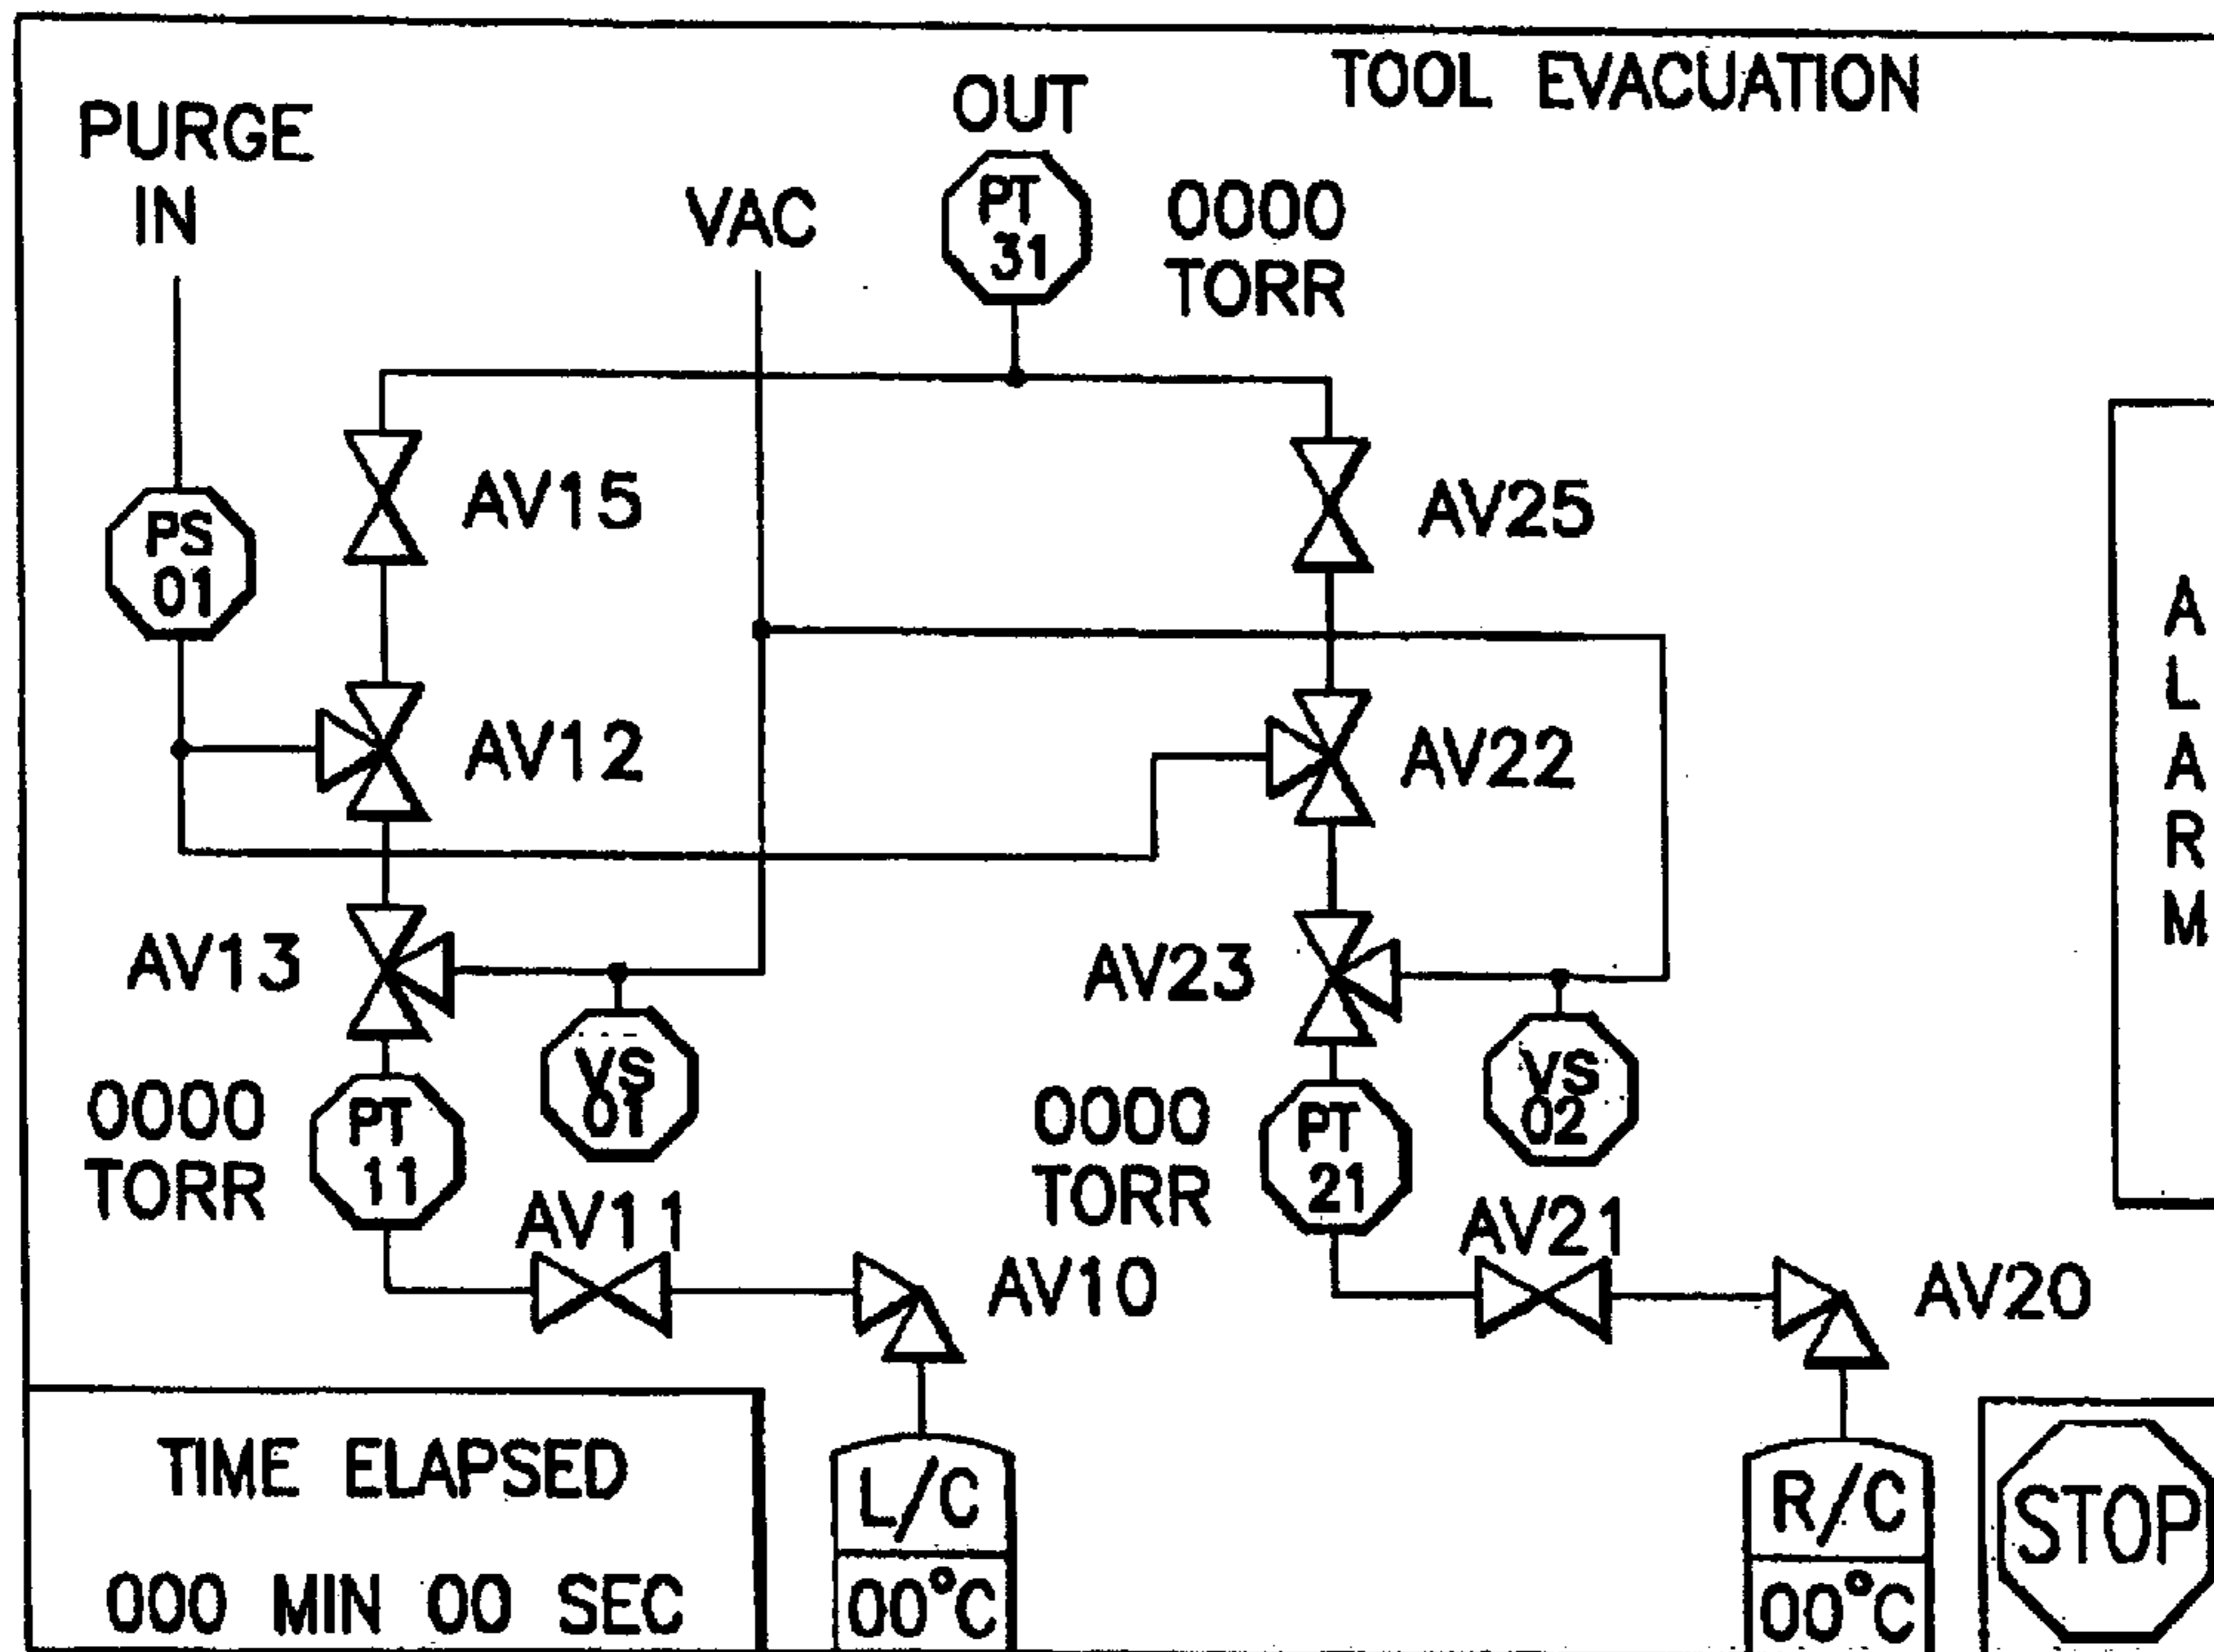 TOOL EVACUATION
PURGE
IN
VAC
OUT
PT
31
0000
TORR
PS
01
AV15
AV25
AV12
AV22
AV13
AV23
VS
01
VS
02
0000
TORR
PT
11
0000
TORR
PT
21
AV11
AV10
AV21
AV20
TIME ELAPSED
000 MIN 00 SEC
L/C
00°C
R/C
00°C
STOP
ALARM